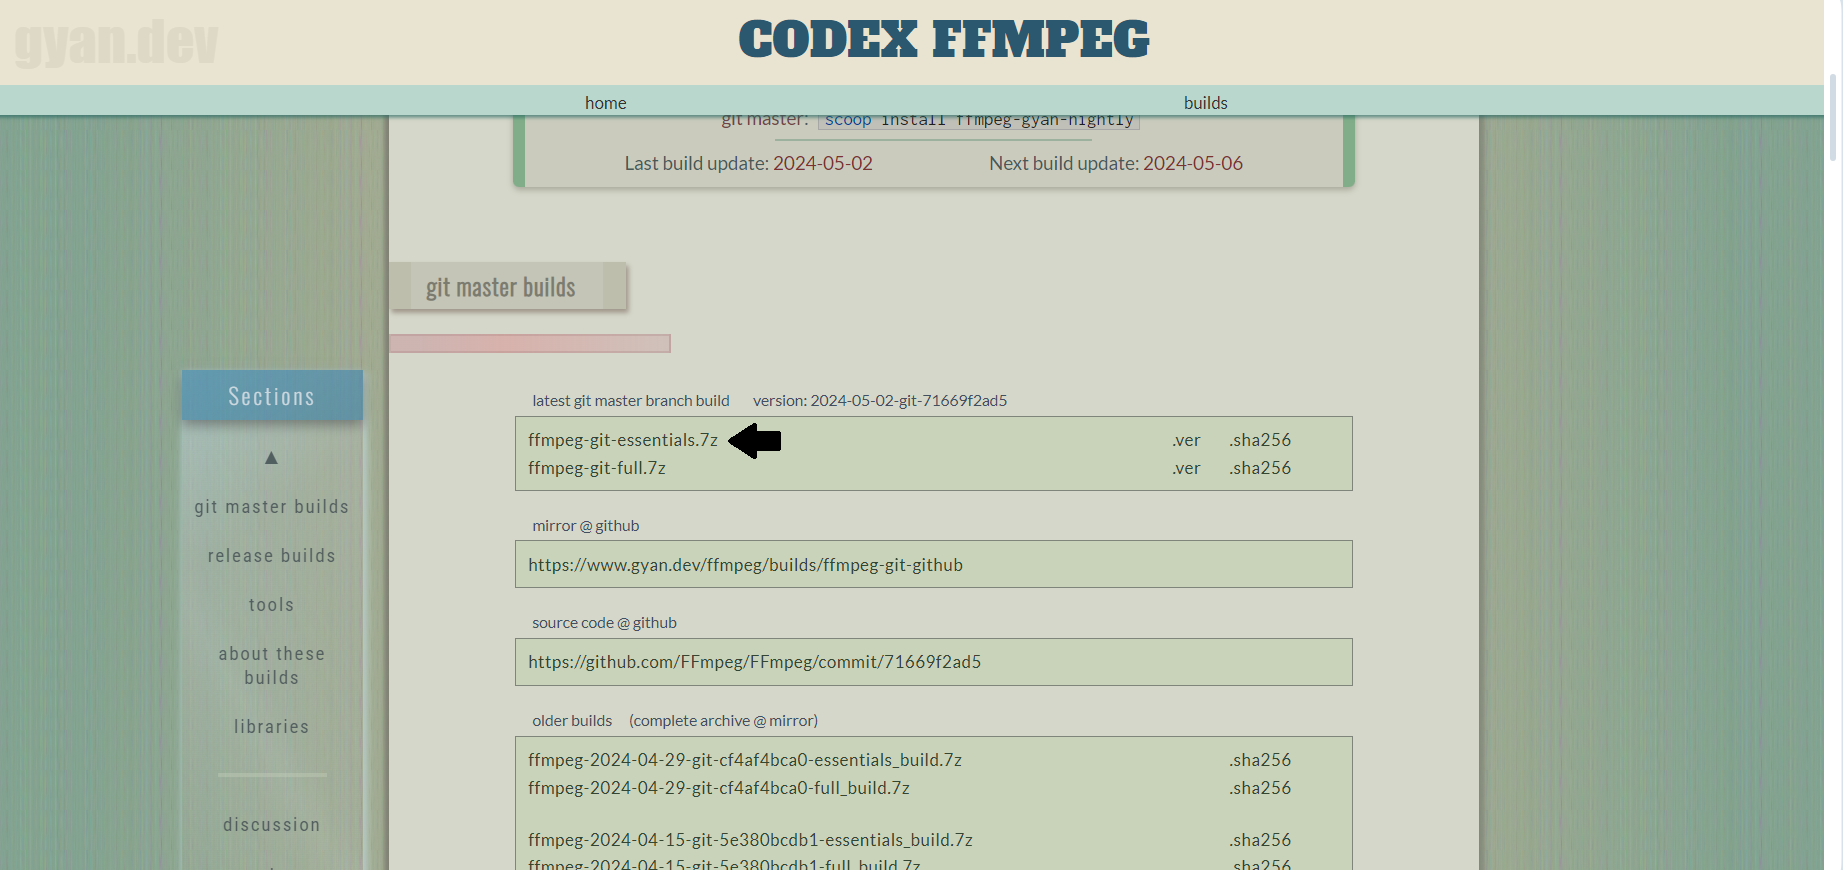 gyan.dev
CODEX FFMPEG
home builds
git master: scoop install ffmpeg-gyan-nightly
Last build update: 2024-05-02 Next build update: 2024-05-06
git master builds
Sections
▲
git master builds
release builds
tools
about these
builds
libraries
discussion
latest git master branch build version: 2024-05-02-git-71669f2ad5
ffmpeg-git-essentials.7z .ver .sha256
ffmpeg-git-full.7z .ver .sha256
mirror @ github
https://www.gyan.dev/ffmpeg/builds/ffmpeg-git-github
source code @ github
https://github.com/FFmpeg/FFmpeg/commit/71669f2ad5
older builds (complete archive @ mirror)
ffmpeg-2024-04-29-git-cf4af4bca0-essentials_build.7z .sha256
ffmpeg-2024-04-29-git-cf4af4bca0-full_build.7z .sha256
ffmpeg-2024-04-15-git-5e380bcdb1-essentials_build.7z .sha256
ffmpeg-2024-04-15-git-5e380bcdb1-full_build.7z .sha256